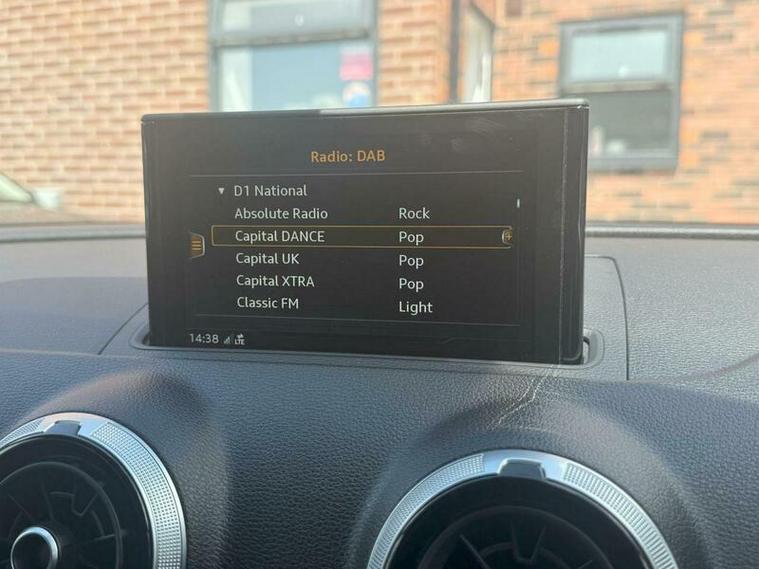 Radio: DAB
▼ D1 National
Absolute Radio Rock
Capital DANCE Pop
Capital UK Pop
Capital XTRA Pop
Classic FM Light
14:38 LTE